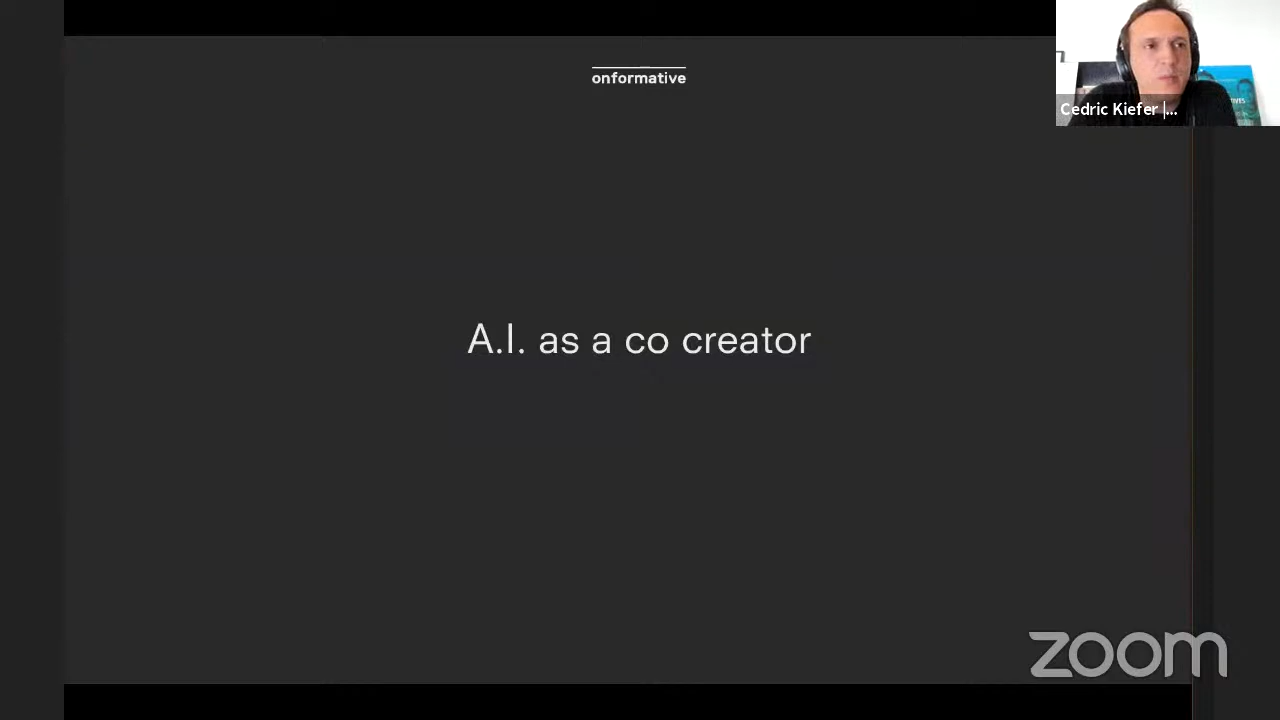 onformative
Cedric Kiefer |...
A.I. as a co creator
zoom